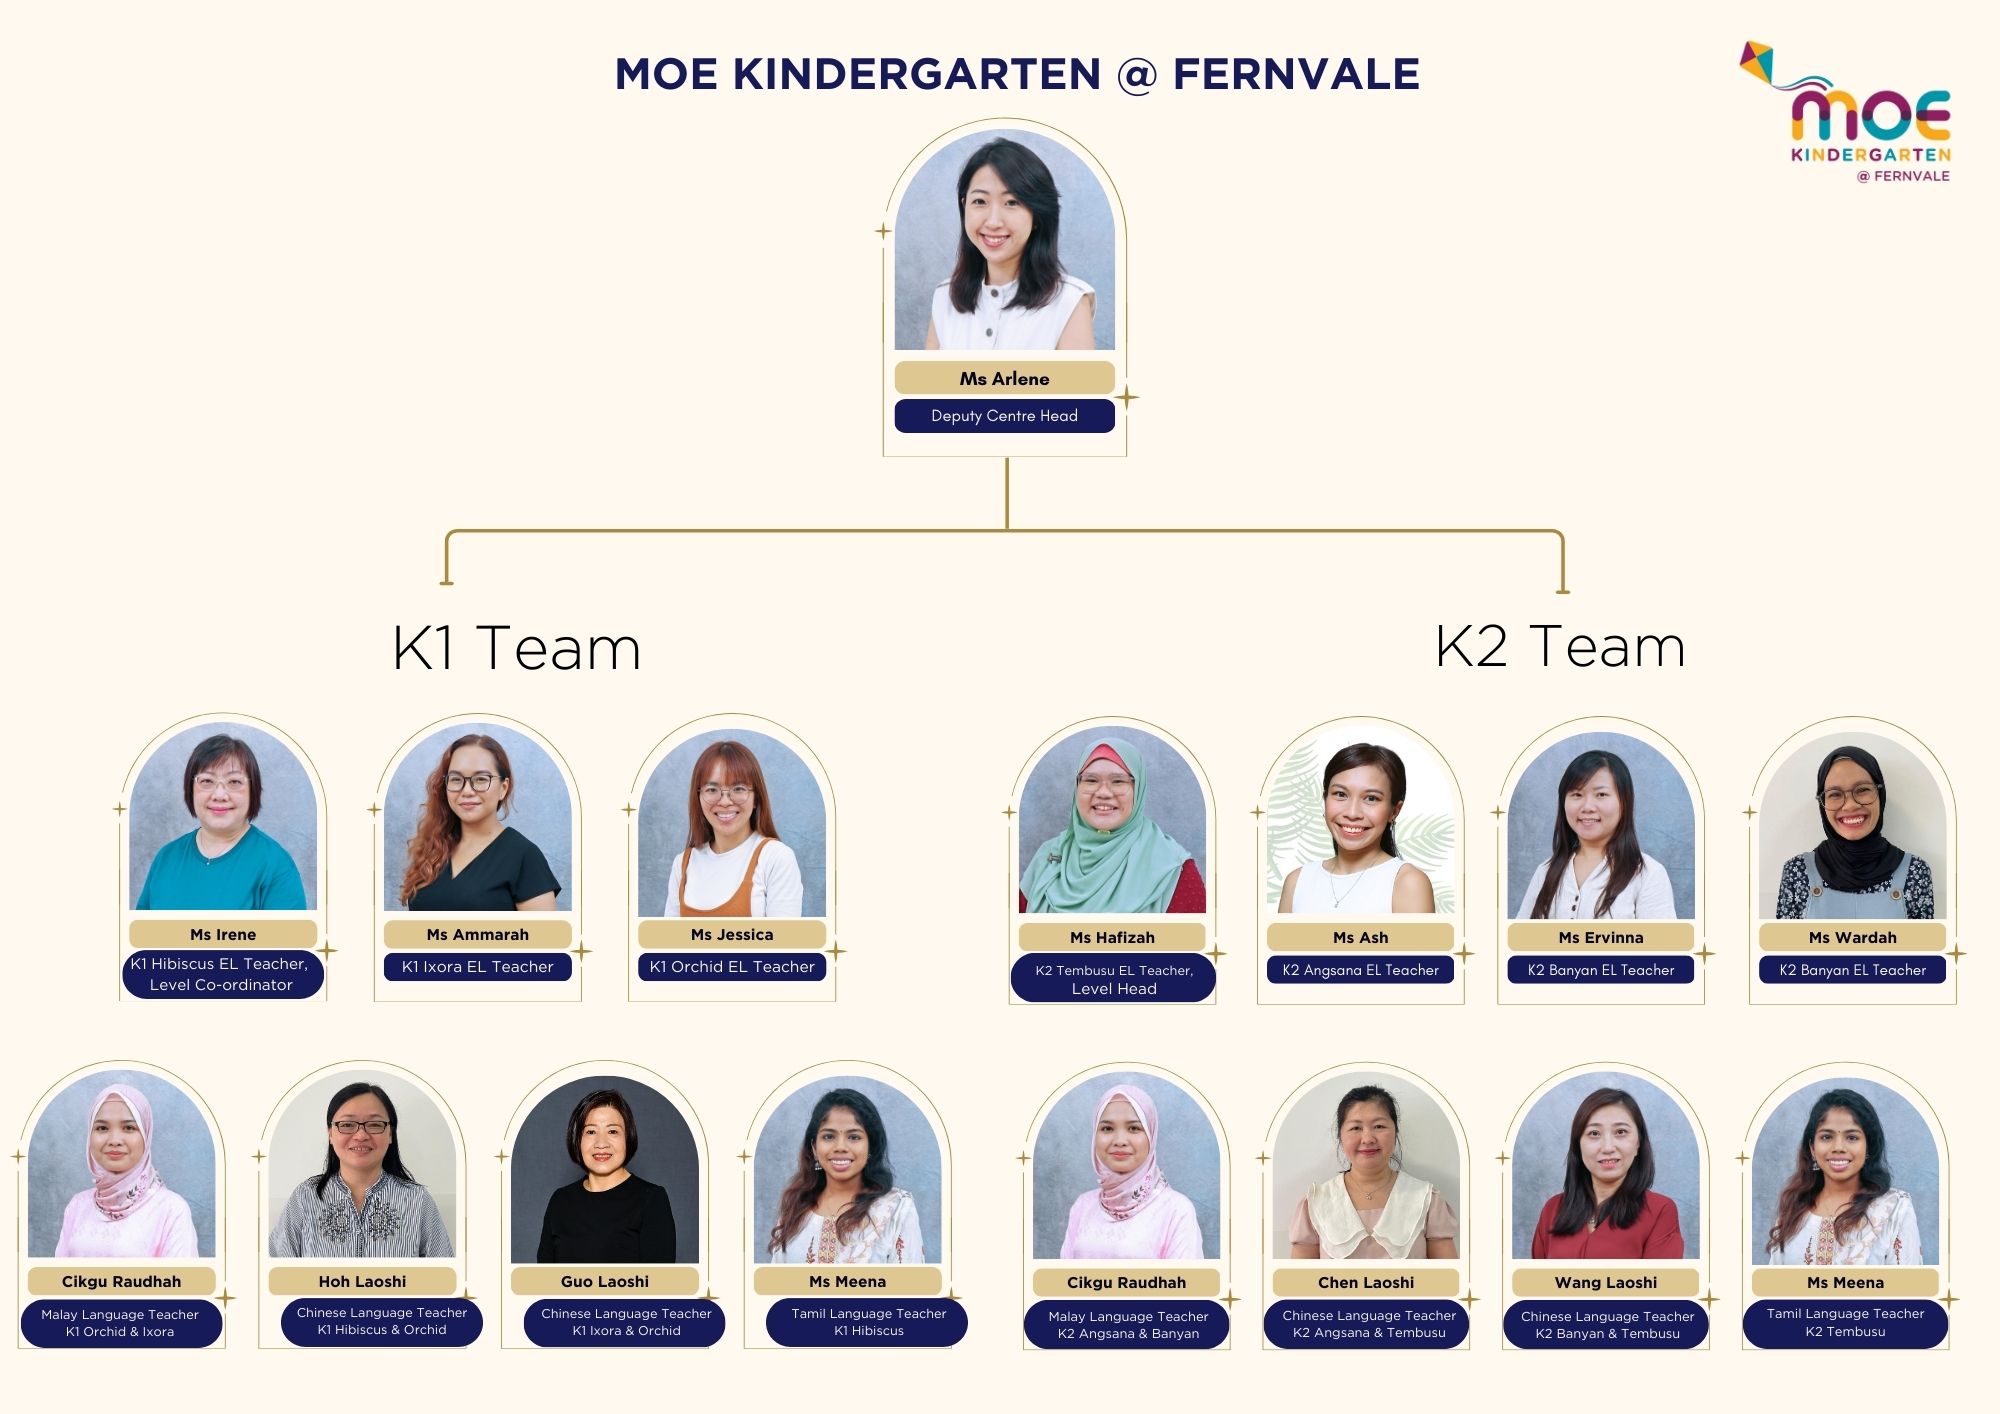 MOE KINDERGARTEN @ FERNVALE
MOE
KINDERGARTEN
@ FERNVALE
Ms Arlene
Deputy Centre Head
K1 Team
K2 Team
Ms Irene
K1 Hibiscus EL Teacher,
Level Co-ordinator
Ms Ammarah
K1 Ixora EL Teacher
Ms Jessica
K1 Orchid EL Teacher
Ms Hafizah
K2 Tembusu EL Teacher,
Level Head
Ms Ash
K2 Angsana EL Teacher
Ms Ervinna
K2 Banyan EL Teacher
Ms Wardah
K2 Banyan EL Teacher
Cikgu Raudhah
Malay Language Teacher
K1 Orchid & Ixora
Hoh Laoshi
Chinese Language Teacher
K1 Hibiscus & Orchid
Guo Laoshi
Chinese Language Teacher
K1 Ixora & Orchid
Ms Meena
Tamil Language Teacher
K1 Hibiscus
Cikgu Raudhah
Malay Language Teacher
K2 Angsana & Banyan
Chen Laoshi
Chinese Language Teacher
K2 Angsana & Tembusu
Wang Laoshi
Chinese Language Teacher
K2 Banyan & Tembusu
Ms Meena
Tamil Language Teacher
K2 Tembusu